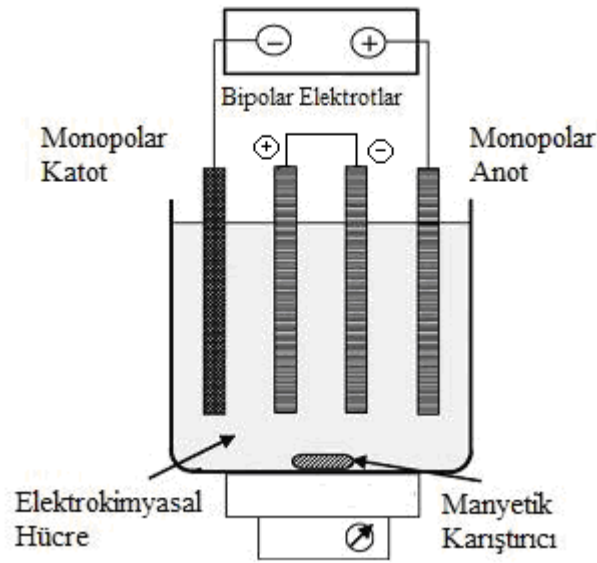 − +
Bipolar Elektrotlar
Monopolar
Katot
+ −
Monopolar
Anot
Elektrokimyasal
Hücre
Manyetik
Karıştırıcı